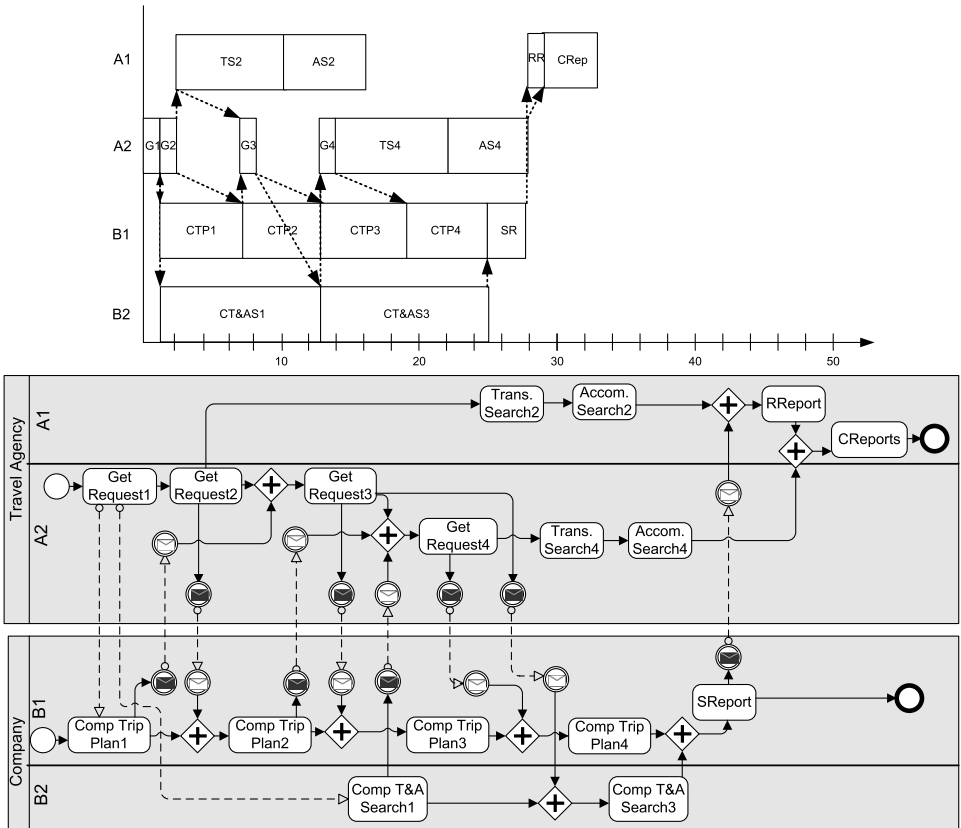 A1
TS2
AS2
RR
CRep
A2
G1
G2
G3
G4
TS4
AS4
B1
CTP1
CTP2
CTP3
CTP4
SR
B2
CT&AS1
CT&AS3
10
20
30
40
50
Travel Agency
A1
Trans.
Search2
Accom.
Search2
RReport
CReports
A2
Get
Request1
Get
Request2
Get
Request3
Get
Request4
Trans.
Search4
Accom.
Search4
Company
B1
Comp Trip
Plan1
Comp Trip
Plan2
Comp Trip
Plan3
Comp Trip
Plan4
SReport
B2
Comp T&A
Search1
Comp T&A
Search3